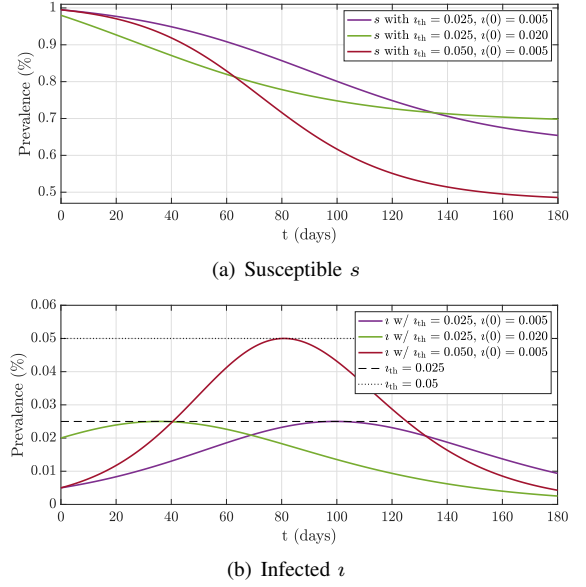 1
0.9
0.8
0.7
0.6
0.5
Prevalence (%)
s with ıth = 0.025, ı(0) = 0.005
s with ıth = 0.025, ı(0) = 0.020
s with ıth = 0.050, ı(0) = 0.005
0 20 40 60 80 100 120 140 160 180
t (days)
(a) Susceptible s
0.06
0.05
0.04
0.03
0.02
0.01
0
Prevalence (%)
ı w/ ıth = 0.025, ı(0) = 0.005
ı w/ ıth = 0.025, ı(0) = 0.020
ı w/ ıth = 0.050, ı(0) = 0.005
ıth = 0.025
ıth = 0.05
0 20 40 60 80 100 120 140 160 180
t (days)
(b) Infected ı